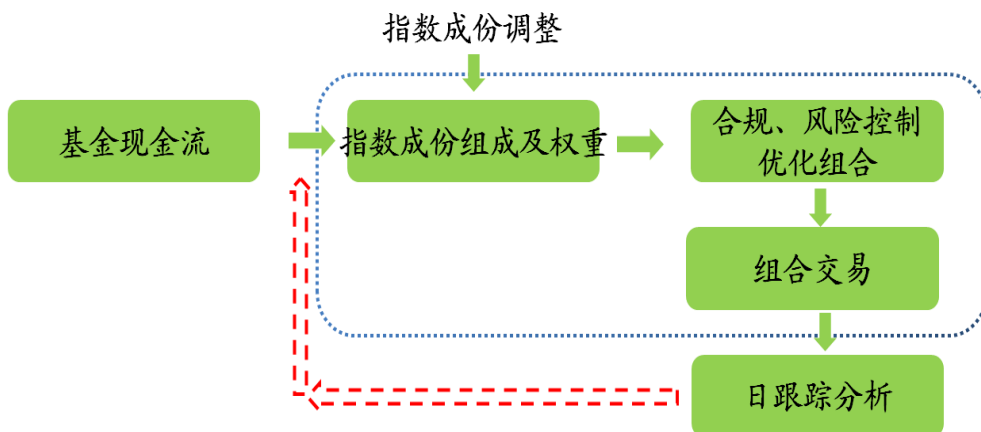 指数成份调整
基金现金流
指数成份组成及权重
合规、风险控制
优化组合
组合交易
日跟踪分析